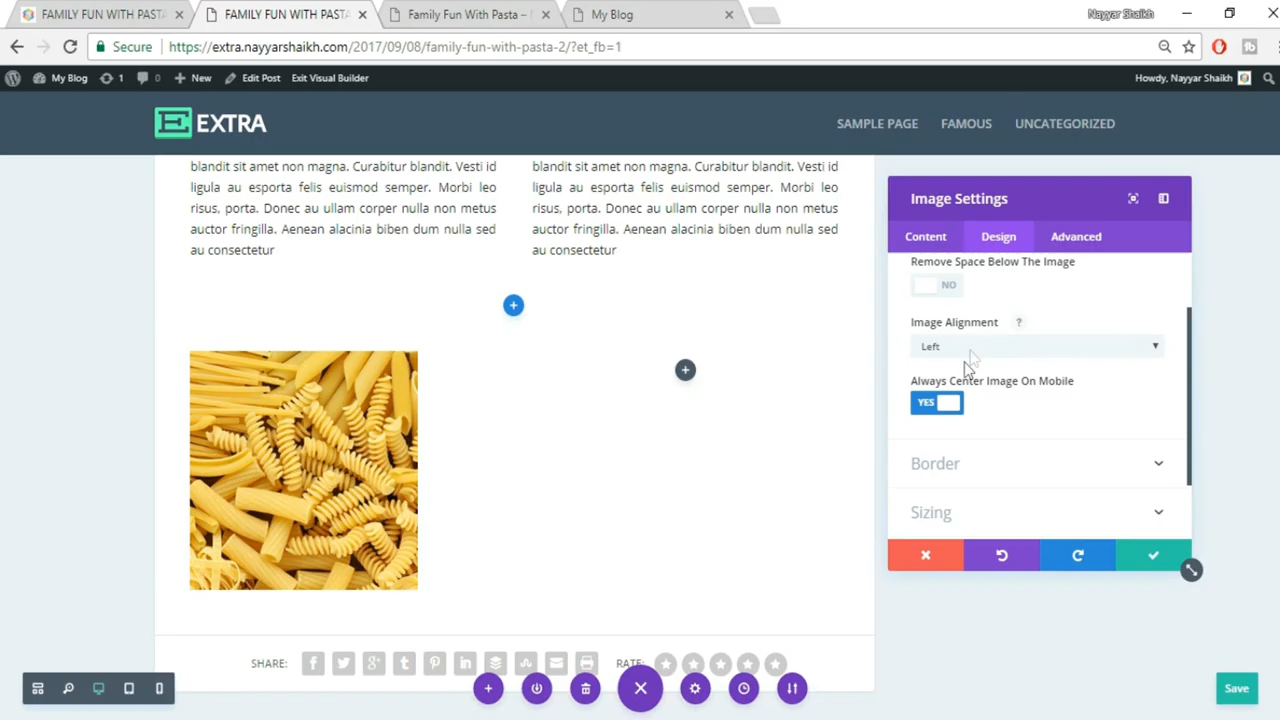 FAMILY FUN WITH PASTA
FAMILY FUN WITH PASTA
Family Fun With Pasta –
My Blog
Nayyar Shaikh
Secure
https://extra.nayyarshaikh.com/2017/09/08/family-fun-with-pasta-2/?et_fb=1
My Blog
1
0
New
Edit Post
Exit Visual Builder
Howdy, Nayyar Shaikh
E EXTRA
SAMPLE PAGE
FAMOUS
UNCATEGORIZED
blandit sit amet non magna. Curabitur blandit. Vesti id
ligula au esporta felis euismod semper. Morbi leo
risus, porta. Donec au ullam corper nulla non metus
auctor fringilla. Aenean alacinia biben dum nulla sed
au consectetur
blandit sit amet non magna. Curabitur blandit. Vesti id
ligula au esporta felis euismod semper. Morbi leo
risus, porta. Donec au ullam corper nulla non metus
auctor fringilla. Aenean alacinia biben dum nulla sed
au consectetur
Image Settings
Content
Design
Advanced
Remove Space Below The Image
NO
Image Alignment
?
Left
Always Center Image On Mobile
YES
Border
Sizing
SHARE:
RATE:
Save